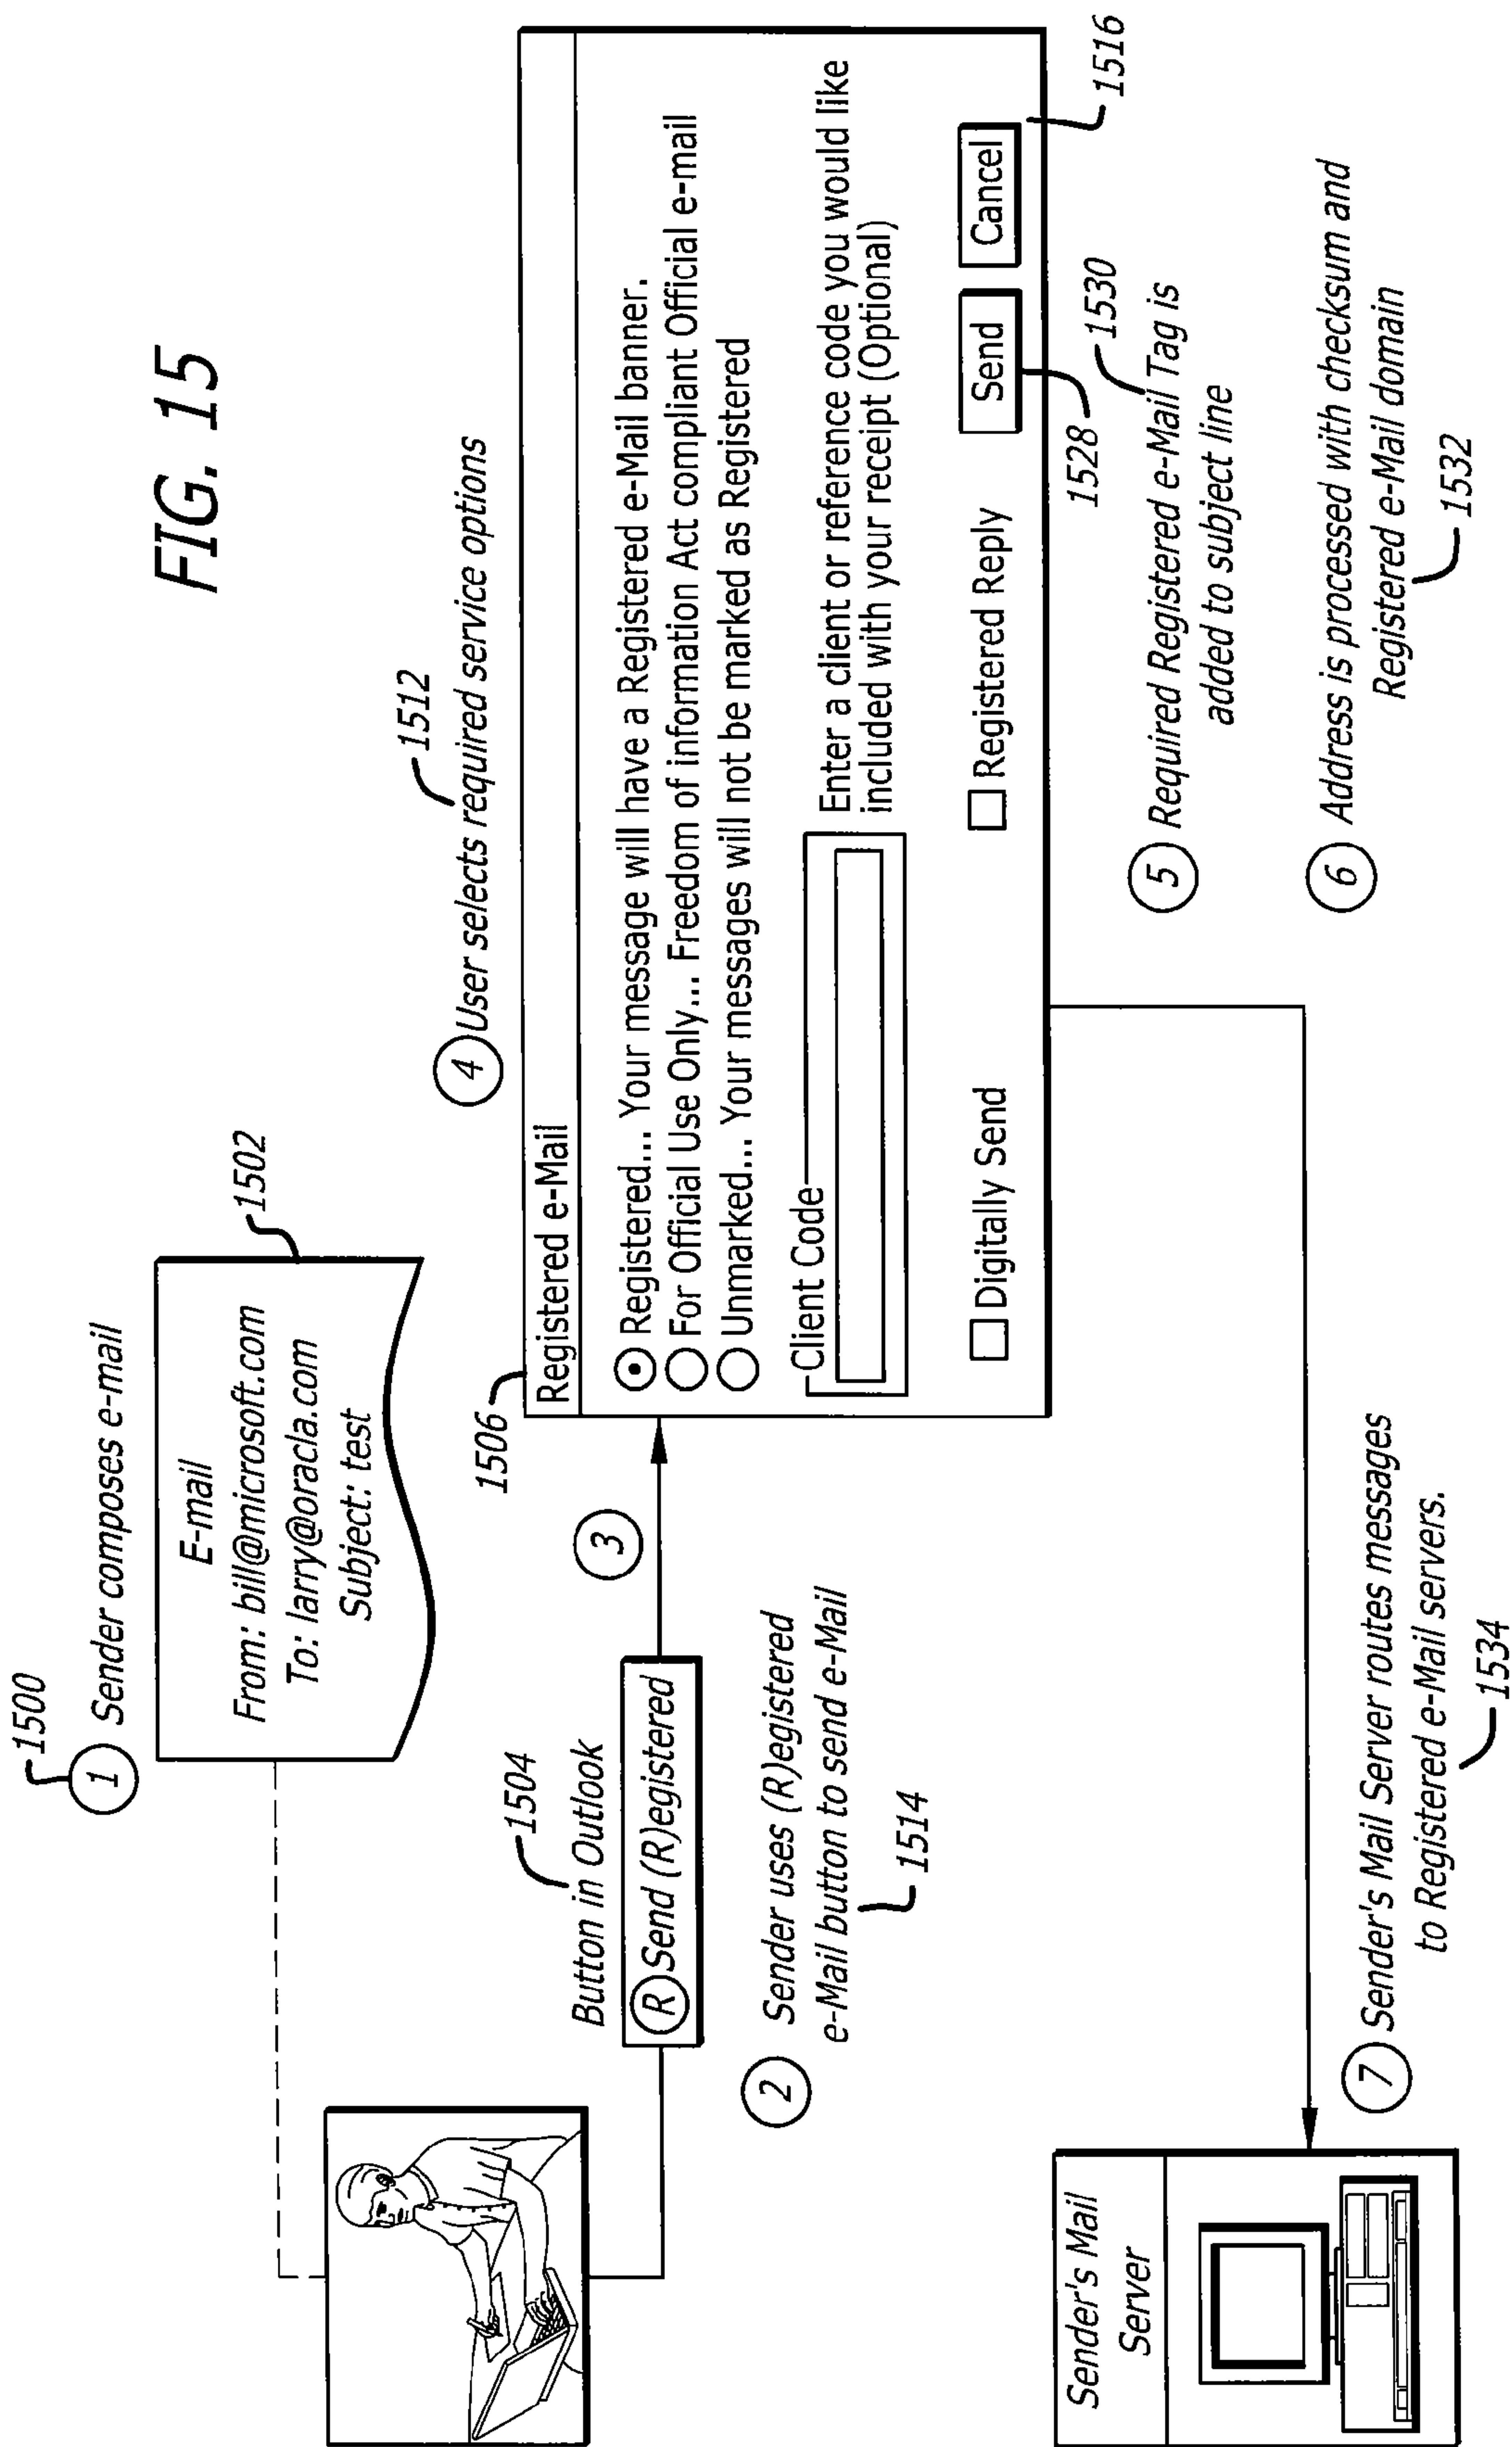 FIG. 15
1500
1 Sender composes e-mail
E-mail
From: bill@microsoft.com
To: larry@oracla.com
Subject: test
1502
1504
Button in Outlook
R Send (R)egistered
2 Sender uses (R)egistered
e-Mail button to send e-Mail
1514
3
1512
4 User selects required service options
1506
Registered e-Mail
Registered... Your message will have a Registered e-Mail banner.
For Official Use Only... Freedom of information Act compliant Official e-mail
Unmarked... Your messages will not be marked as Registered
Client Code
Enter a client or reference code you would like
included with your receipt (Optional)
Digitally Send
Registered Reply
Send
Cancel
1516
1528
1530
5 Required Registered e-Mail Tag is
added to subject line
6 Address is processed with checksum and
Registered e-Mail domain
1532
Sender's Mail
Server
7 Sender's Mail Server routes messages
to Registered e-Mail servers.
1534